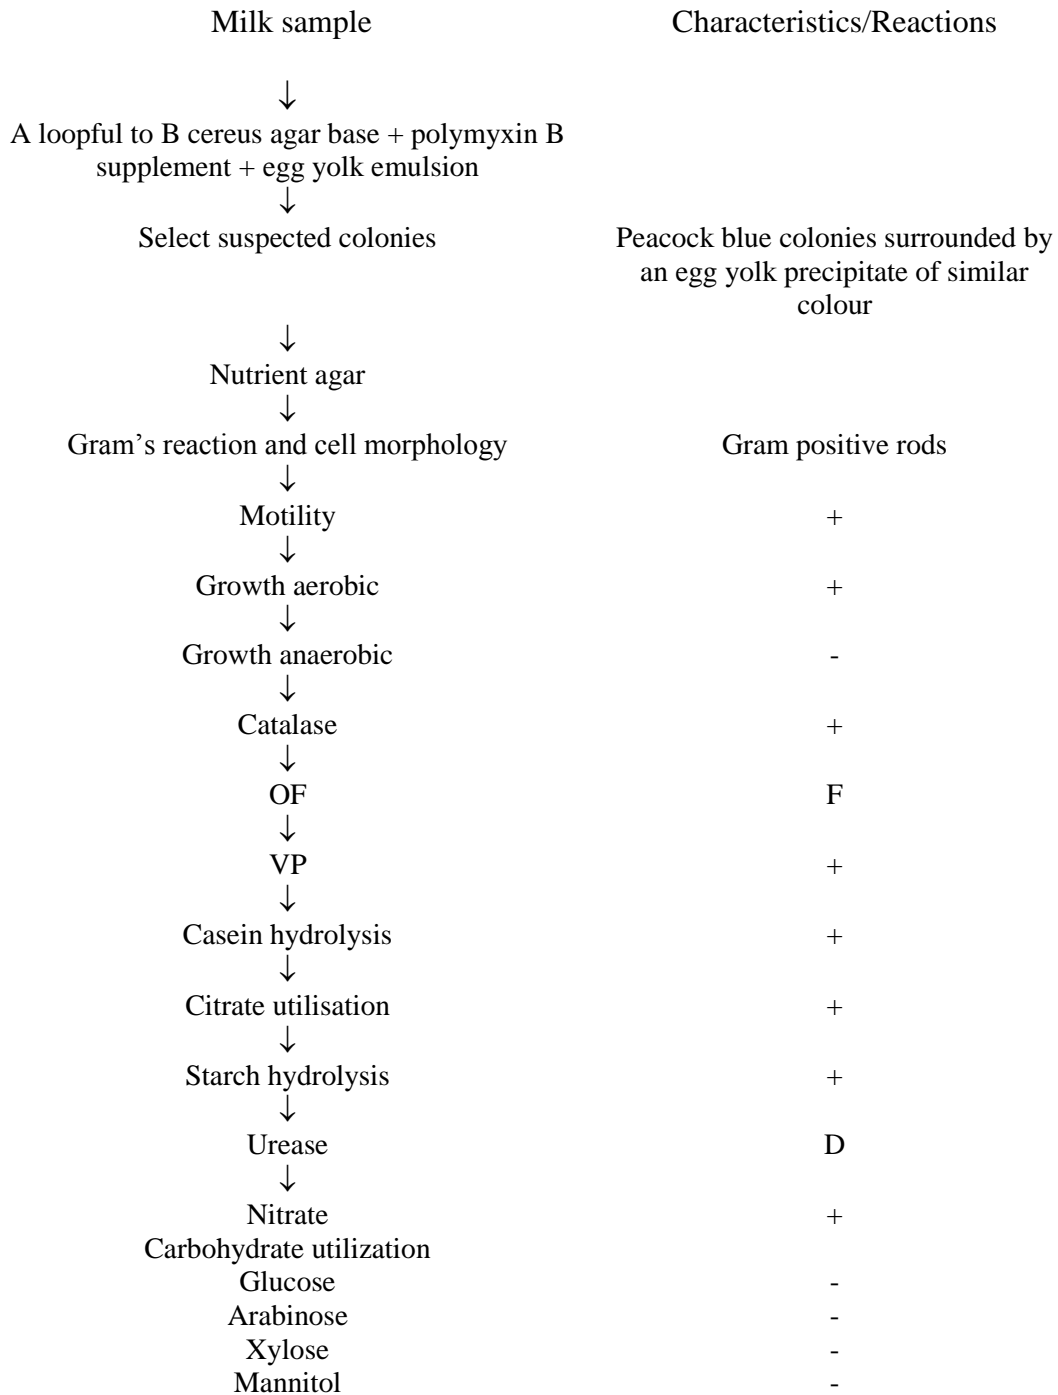 Milk sample Characteristics/Reactions
↓
A loopful to B cereus agar base + polymyxin B
supplement + egg yolk emulsion
↓
Select suspected colonies Peacock blue colonies surrounded by
an egg yolk precipitate of similar
colour
↓
Nutrient agar
↓
Gram’s reaction and cell morphology Gram positive rods
↓
Motility +
↓
Growth aerobic +
↓
Growth anaerobic -
↓
Catalase +
↓
OF F
↓
VP +
↓
Casein hydrolysis +
↓
Citrate utilisation +
↓
Starch hydrolysis +
↓
Urease D
↓
Nitrate +
Carbohydrate utilization
Glucose -
Arabinose -
Xylose -
Mannitol -